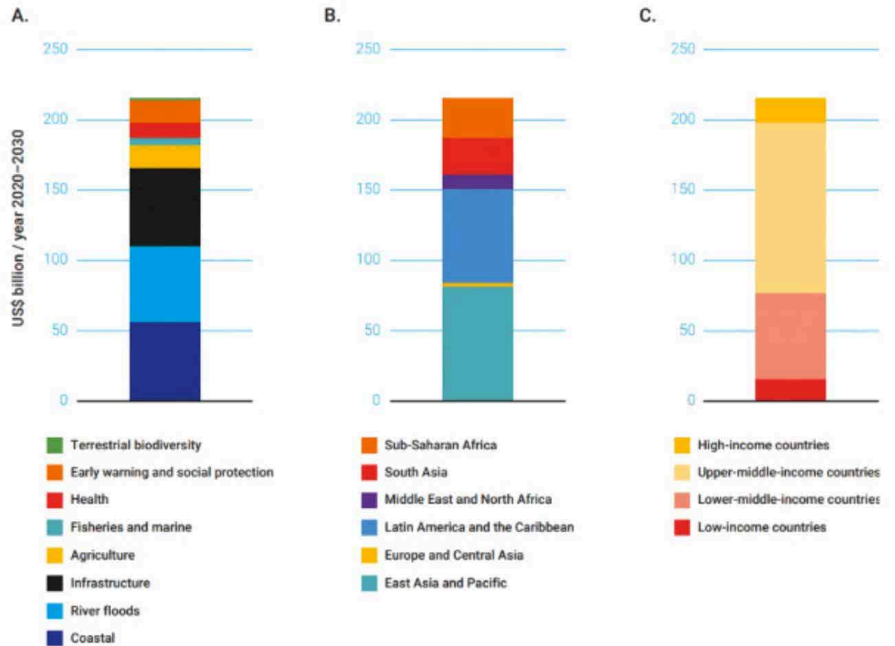 A.
B.
C.
US$ billion / year 2020–2030
250
200
150
100
50
0
250
200
150
100
50
0
250
200
150
100
50
0
Terrestrial biodiversity
Early warning and social protection
Health
Fisheries and marine
Agriculture
Infrastructure
River floods
Coastal
Sub-Saharan Africa
South Asia
Middle East and North Africa
Latin America and the Caribbean
Europe and Central Asia
East Asia and Pacific
High-income countries
Upper-middle-income countries
Lower-middle-income countries
Low-income countries